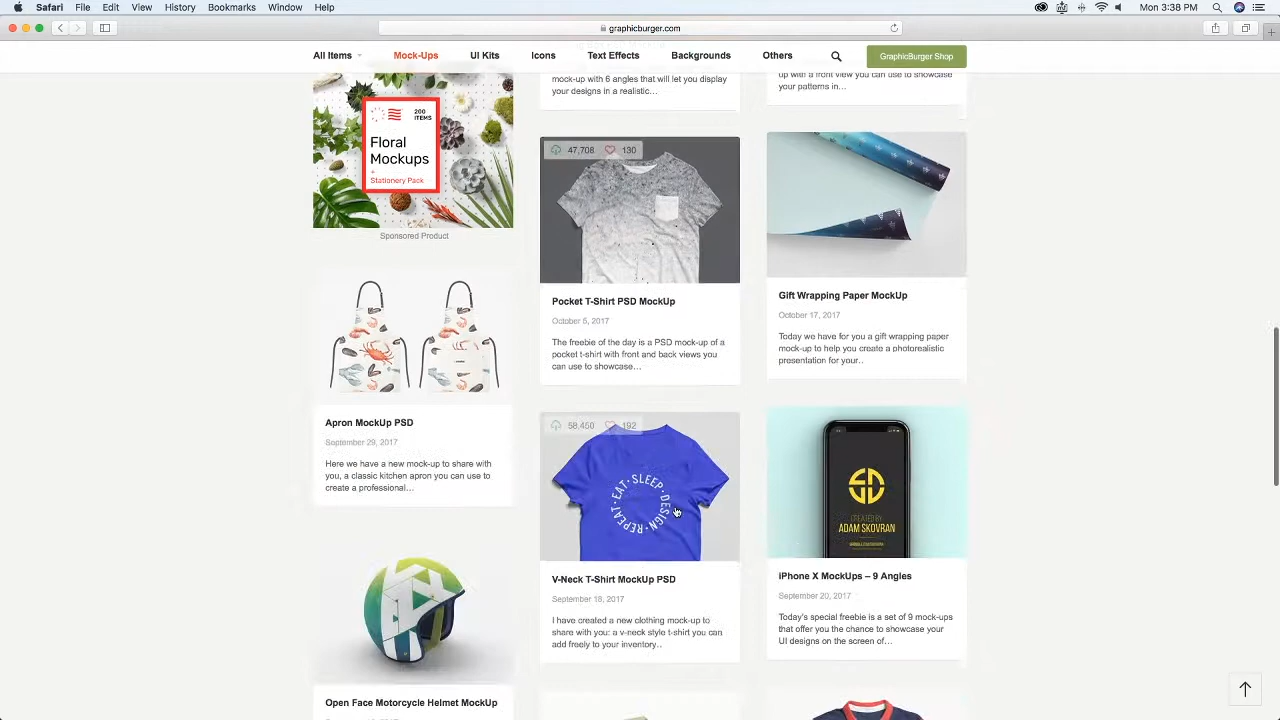 Safari File Edit View History Bookmarks Window Help
Mon 3:38 PM
graphicburger.com
All Items Mock-Ups UI Kits Icons Text Effects Backgrounds Others GraphicBurger Shop
200
ITEMS
Floral
Mockups
+
Stationery Pack
Sponsored Product
Apron MockUp PSD
September 29, 2017
Here we have a new mock-up to share with
you, a classic kitchen apron you can use to
create a professional…
Open Face Motorcycle Helmet MockUp
mock-up with 6 angles that will let you display
your designs in a realistic…
47,708 130
Pocket T-Shirt PSD MockUp
October 5, 2017
The freebie of the day is a PSD mock-up of a
pocket t-shirt with front and back views you
can use to showcase…
58,450 192
EAT · SLEEP · DESIGN · REPEAT ·
V-Neck T-Shirt MockUp PSD
September 18, 2017
I have created a new clothing mock-up to
share with you: a v-neck style t-shirt you can
add freely to your inventory..
up with a front view you can use to showcase
your patterns in…
Gift Wrapping Paper MockUp
October 17, 2017
Today we have for you a gift wrapping paper
mock-up to help you create a photorealistic
presentation for your..
CREATED BY
ADAM SKOVRAN
iPhone X MockUps – 9 Angles
September 20, 2017
Today's special freebie is a set of 9 mock-ups
that offer you the chance to showcase your
UI designs on the screen of…